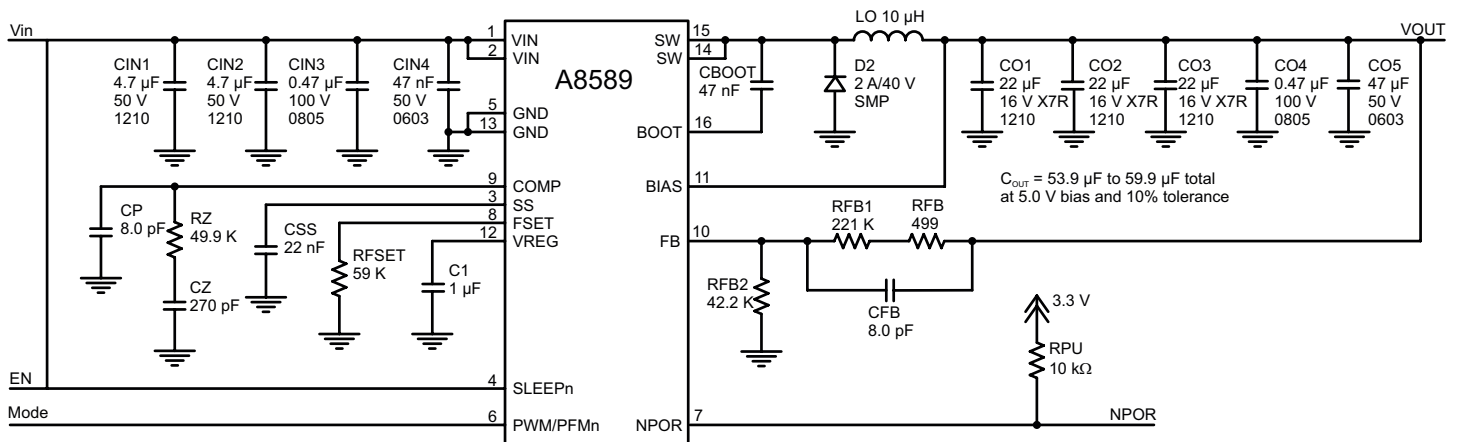 Vin
CIN1
4.7 µF
50 V
1210
CIN2
4.7 µF
50 V
1210
CIN3
0.47 µF
100 V
0805
CIN4
47 nF
50 V
0603
1
VIN
2
VIN
5
GND
13
GND
9
COMP
3
SS
8
FSET
12
VREG
4
SLEEPn
6
PWM/PFMn
A8589
15
SW
14
SW
16
BOOT
11
BIAS
10
FB
7
NPOR
CP
8.0 pF
RZ
49.9 K
CZ
270 pF
CSS
22 nF
RFSET
59 K
C1
1 µF
EN
Mode
CBOOT
47 nF
D2
2 A/40 V
SMP
LO 10 µH
VOUT
CO1
22 µF
16 V X7R
1210
CO2
22 µF
16 V X7R
1210
CO3
22 µF
16 V X7R
1210
CO4
0.47 µF
100 V
0805
CO5
47 µF
50 V
0603
COUT = 53.9 µF to 59.9 µF total
at 5.0 V bias and 10% tolerance
RFB1
221 K
RFB
499
RFB2
42.2 K
CFB
8.0 pF
3.3 V
RPU
10 kΩ
NPOR